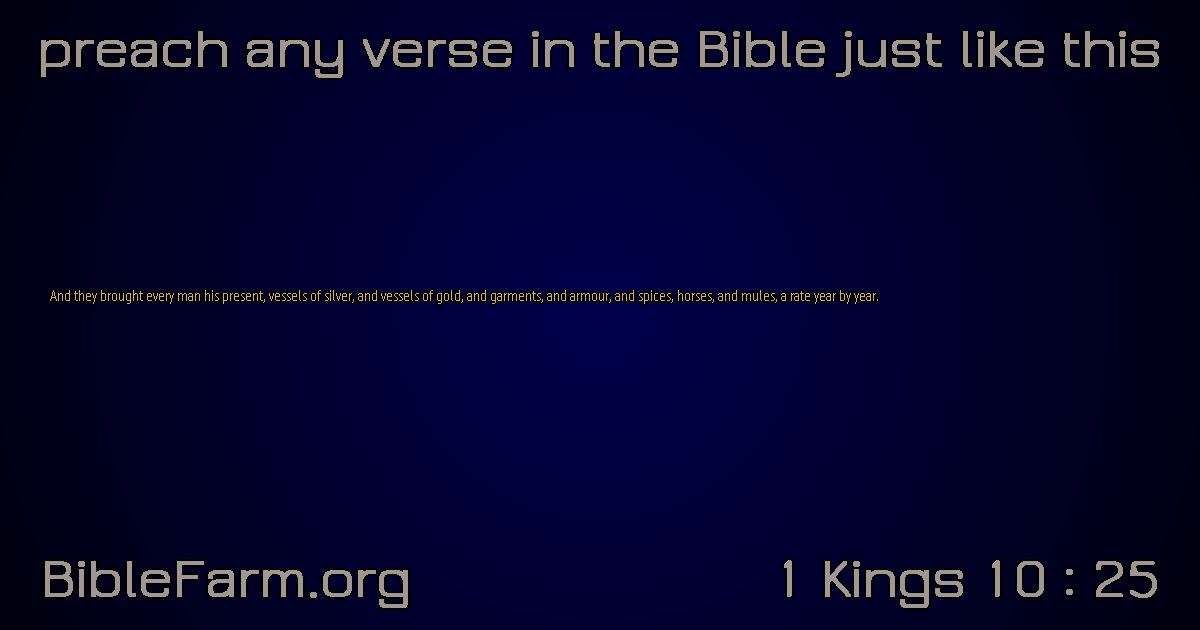 preach any verse in the Bible just like this
And they brought every man his present, vessels of silver, and vessels of gold, and garments, and armour, and spices, horses, and mules, a rate year by year.
BibleFarm.org
1 Kings 10 : 25